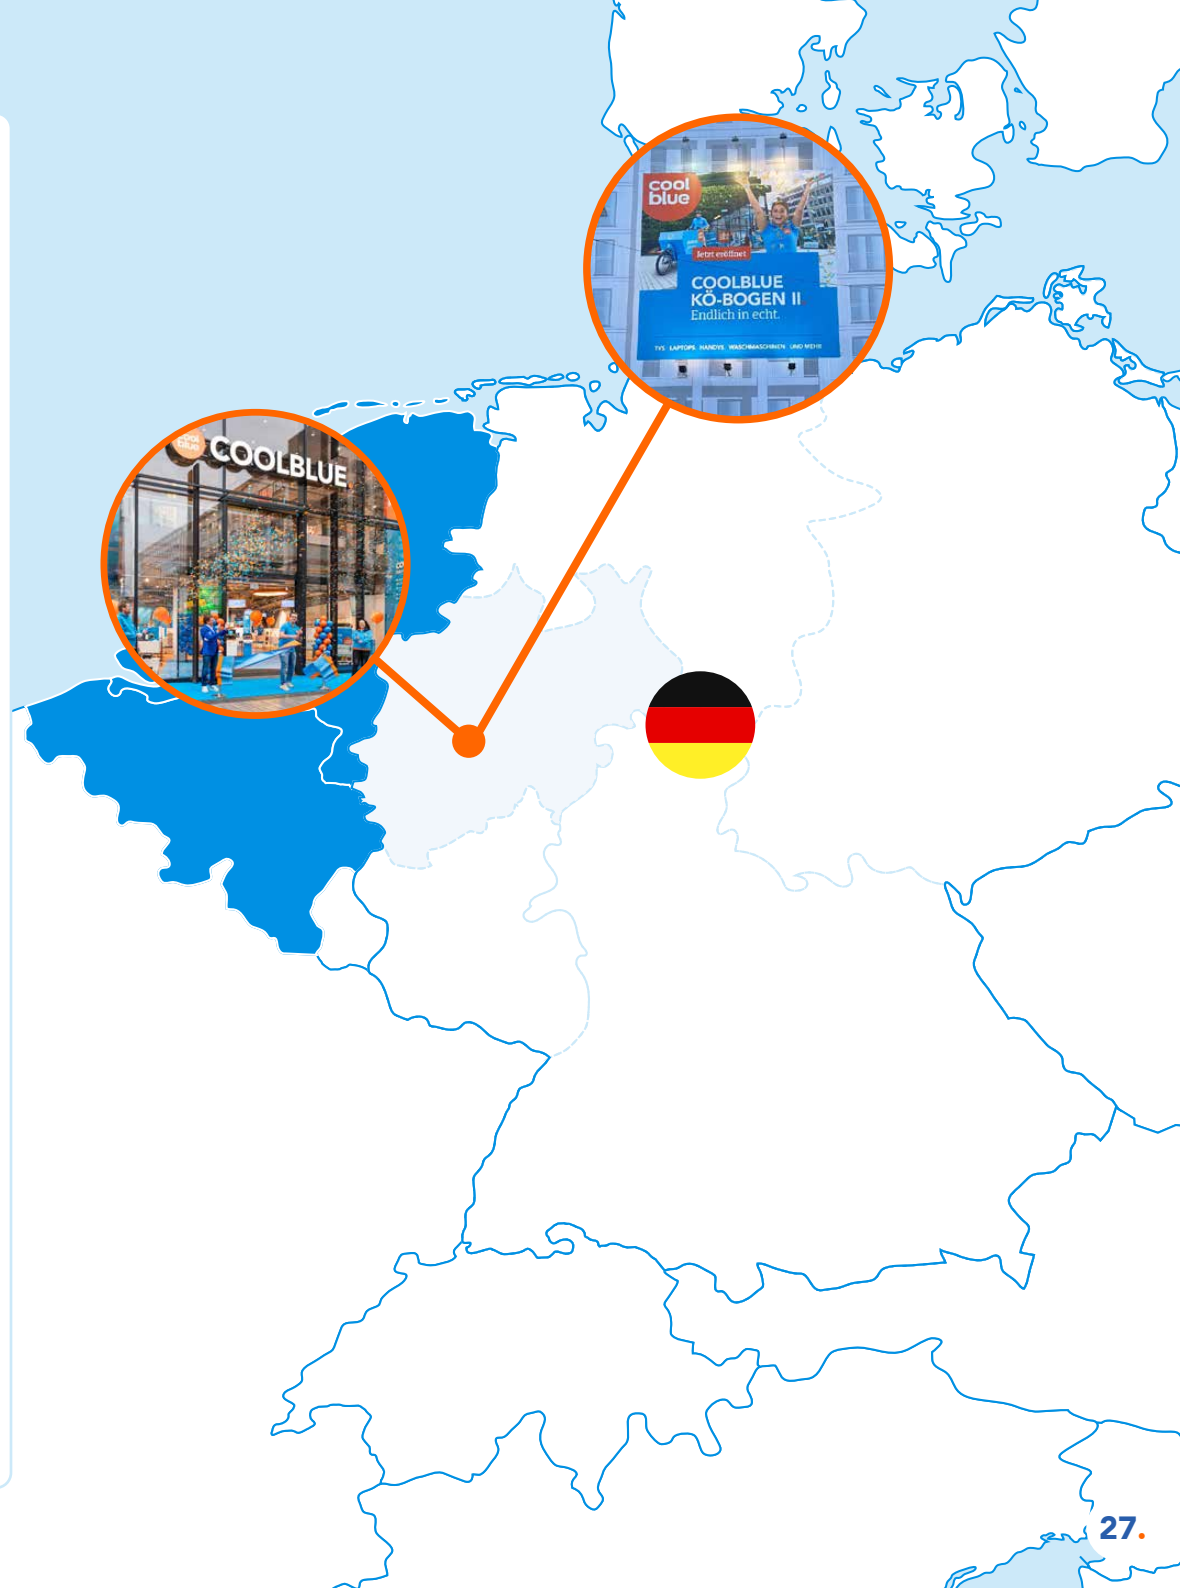 cool
blue
Jetzt eröffnet
COOLBLUE
KÖ-BOGEN II
Endlich in echt.
TVS LAPTOPS HANDYS WASCHMASCHINEN UND MEHR
cool
blue
COOLBLUE
27.